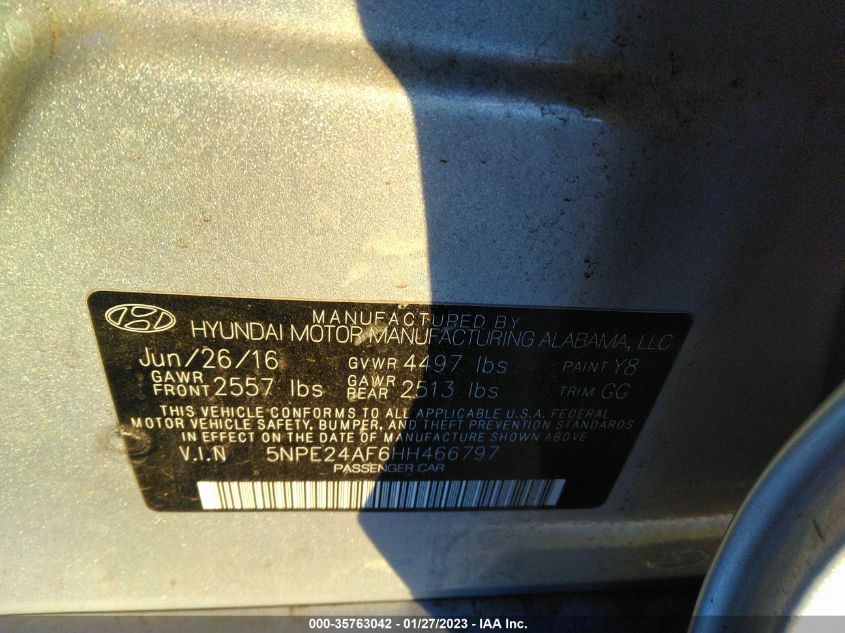 MANUFACTURED BY
HYUNDAI MOTOR MANUFACTURING ALABAMA, LLC
Jun/26/16 GVWR 4497 lbs PAINT Y8
GAWR FRONT 2557 lbs GAWR REAR 2513 lbs TRIM GG
THIS VEHICLE CONFORMS TO ALL APPLICABLE U.S.A. FEDERAL
MOTOR VEHICLE SAFETY, BUMPER, AND THEFT PREVENTION STANDARDS
IN EFFECT ON THE DATE OF MANUFACTURE SHOWN ABOVE
V.I.N 5NPE24AF6HH466797
PASSENGER CAR
000-35763042 - 01/27/2023 - IAA Inc.